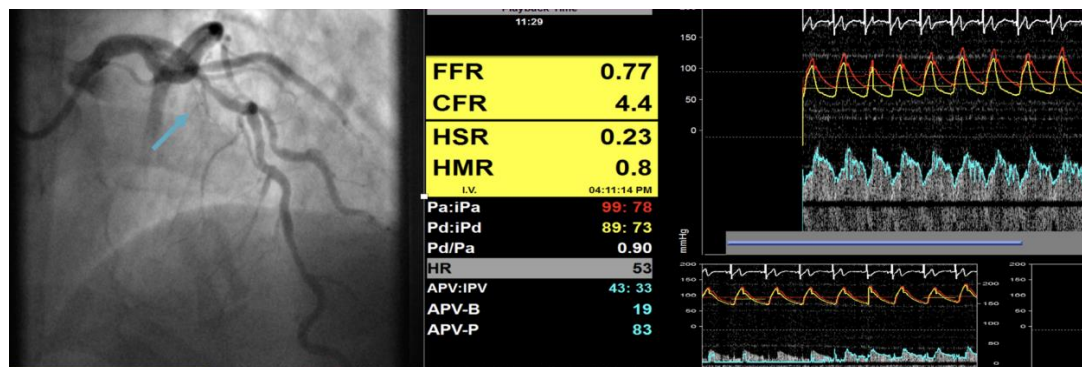 Playback Time
11:29
FFR 0.77
CFR 4.4
HSR 0.23
HMR 0.8
I.V. 04:11:14 PM
Pa:iPa 99: 78
Pd:iPd 89: 73
Pd/Pa 0.90
HR 53
APV:IPV 43: 33
APV-B 19
APV-P 83
150
100
50
0
mmHg
200 200 200
150 150
100 100
50 50
0 0
200
100
0